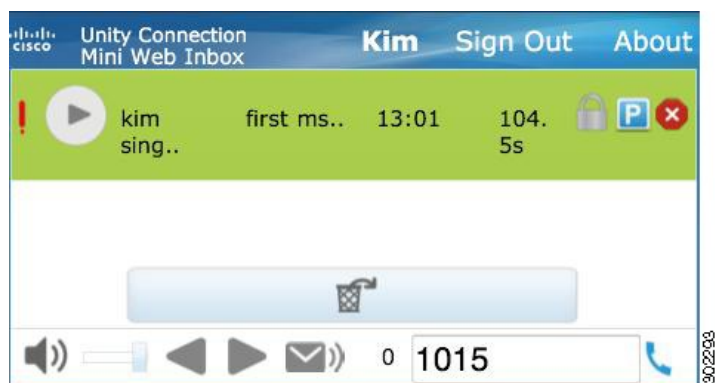 cisco Unity Connection Kim Sign Out About
Mini Web Inbox
! kim first ms.. 13:01 104. P
sing.. 5s
0 1015
302293